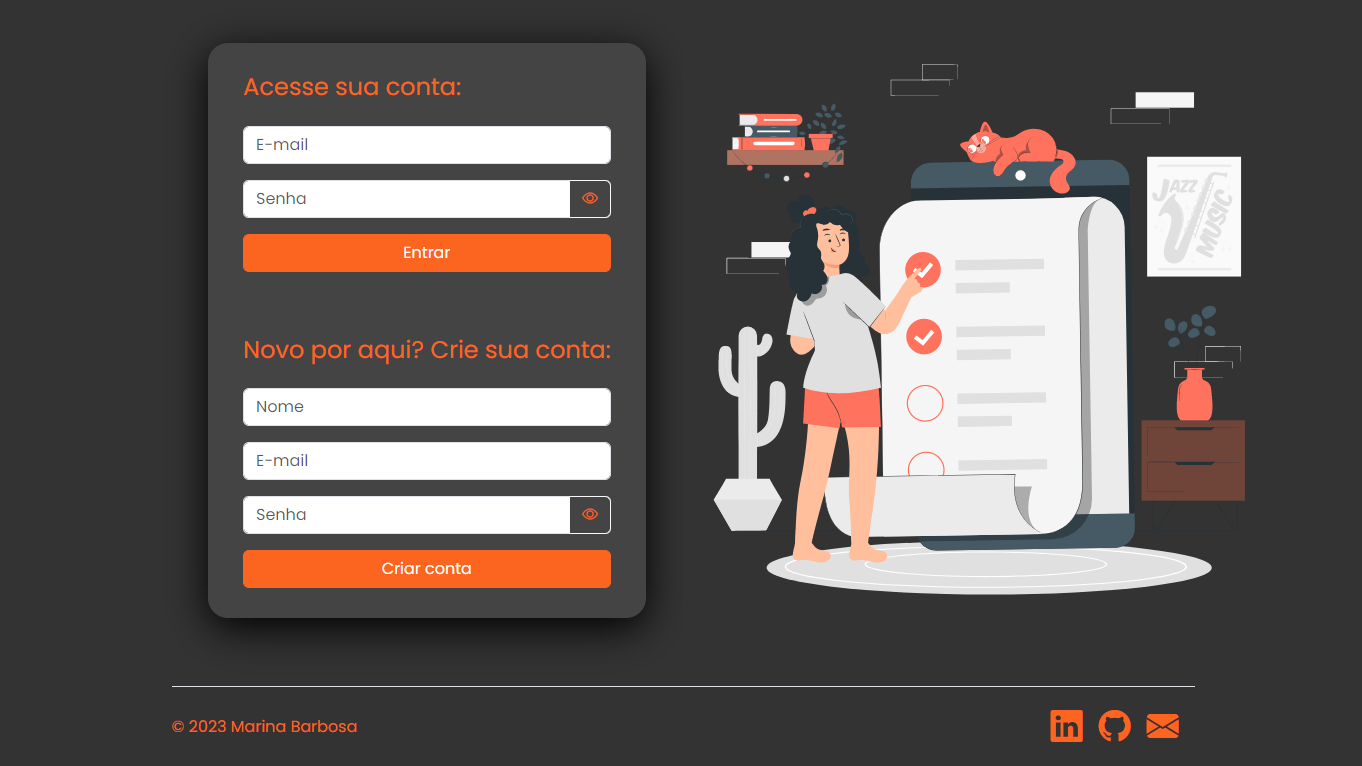 Acesse sua conta:
E-mail
Senha
Entrar
Novo por aqui? Crie sua conta:
Nome
E-mail
Senha
Criar conta
JAZZ
MUSIC
© 2023 Marina Barbosa
in